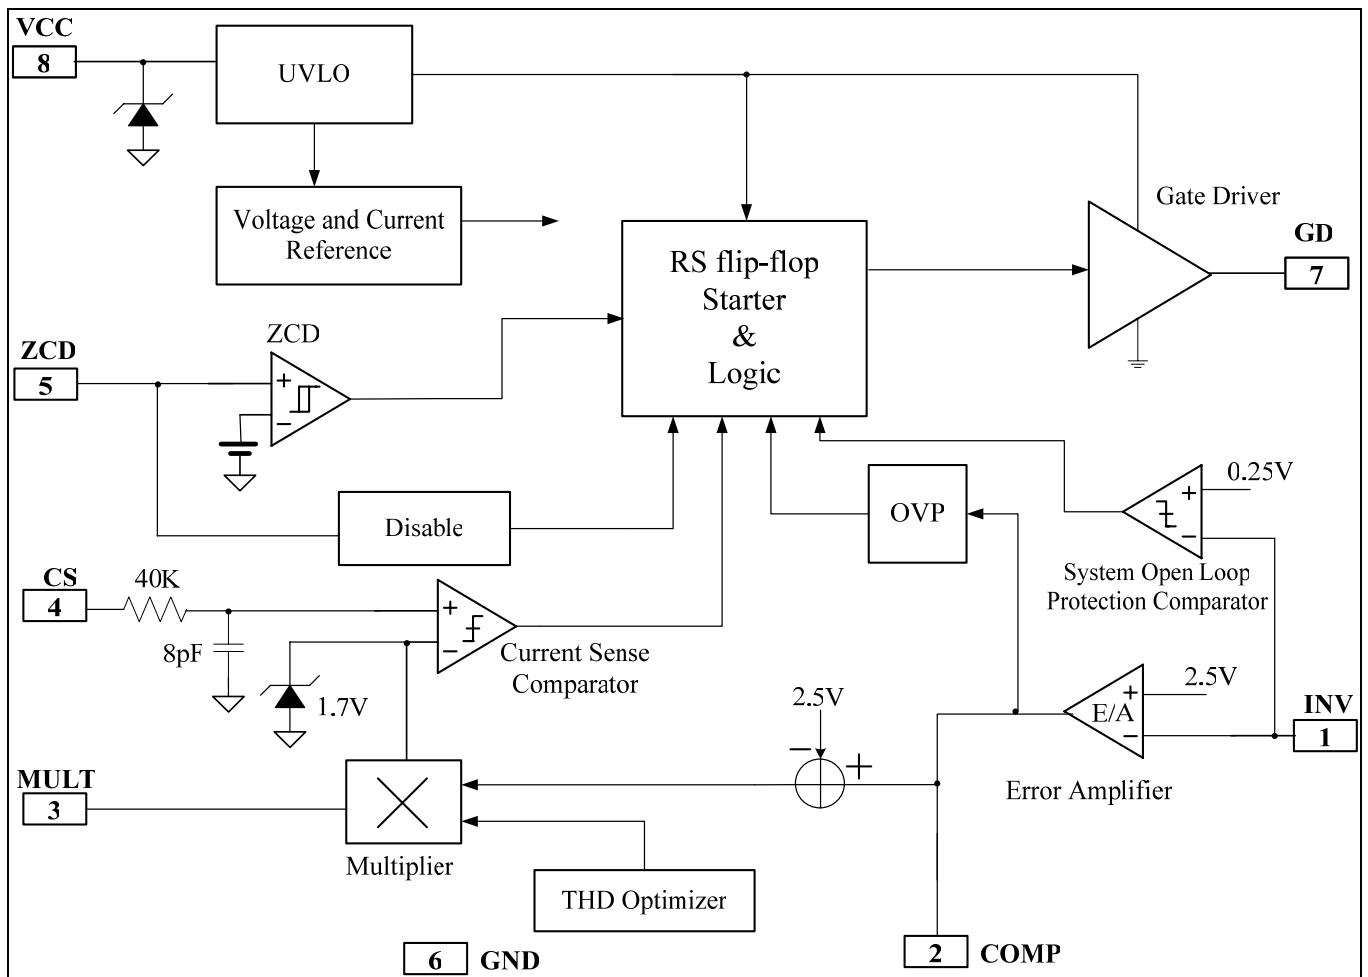 VCC
8
UVLO
Voltage and Current
Reference
Gate Driver
GD
7
RS flip-flop
Starter
&
Logic
ZCD
ZCD
5
+
−
Disable
OVP
0.25V
+
−
System Open Loop
Protection Comparator
CS
4
40K
8pF
+
−
Current Sense
Comparator
1.7V
2.5V
−
+
E/A
+
−
2.5V
INV
1
Error Amplifier
MULT
3
Multiplier
THD Optimizer
6
GND
2
COMP